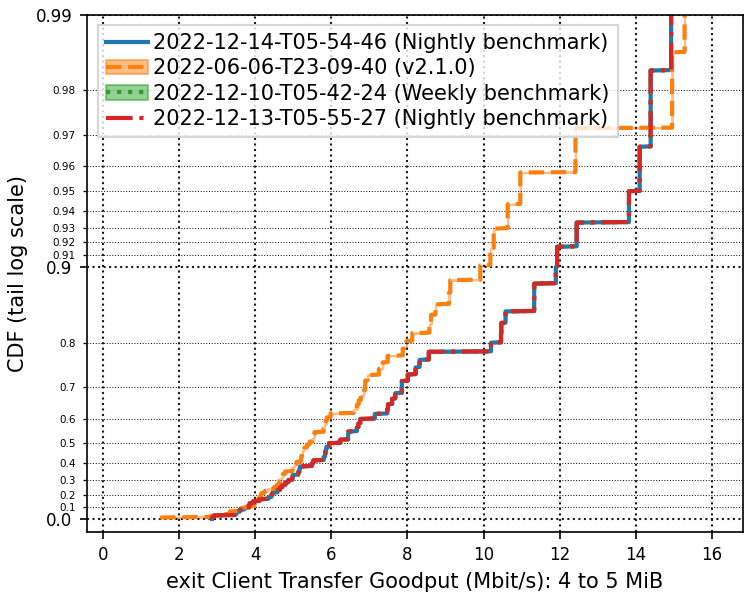 0.99
2022-12-14-T05-54-46 (Nightly benchmark)
2022-06-06-T23-09-40 (v2.1.0)
2022-12-10-T05-42-24 (Weekly benchmark)
2022-12-13-T05-55-27 (Nightly benchmark)
0.98
0.97
0.96
0.95
0.94
0.93
0.92
0.91
0.9
0.8
0.7
0.6
0.5
0.4
0.3
0.2
0.1
0.0
CDF (tail log scale)
0 2 4 6 8 10 12 14 16
exit Client Transfer Goodput (Mbit/s): 4 to 5 MiB